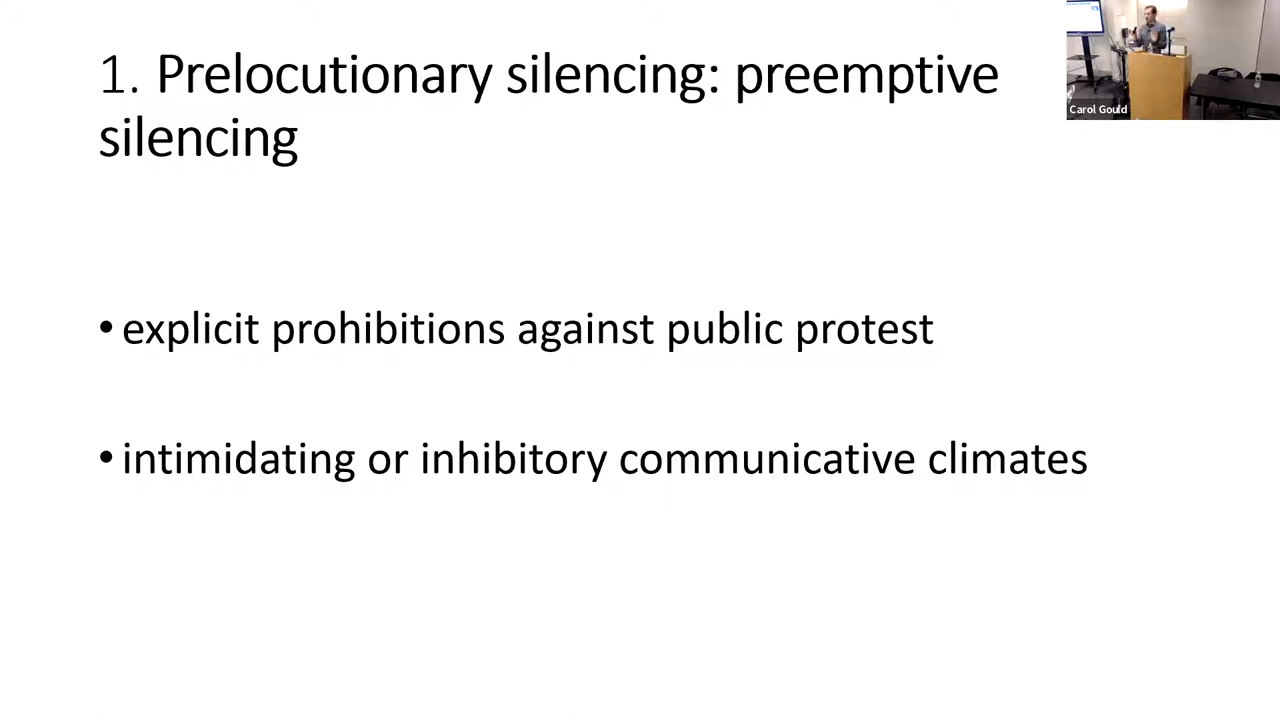 1. Prelocutionary silencing: preemptive
silencing
Carol Gould
• explicit prohibitions against public protest
• intimidating or inhibitory communicative climates